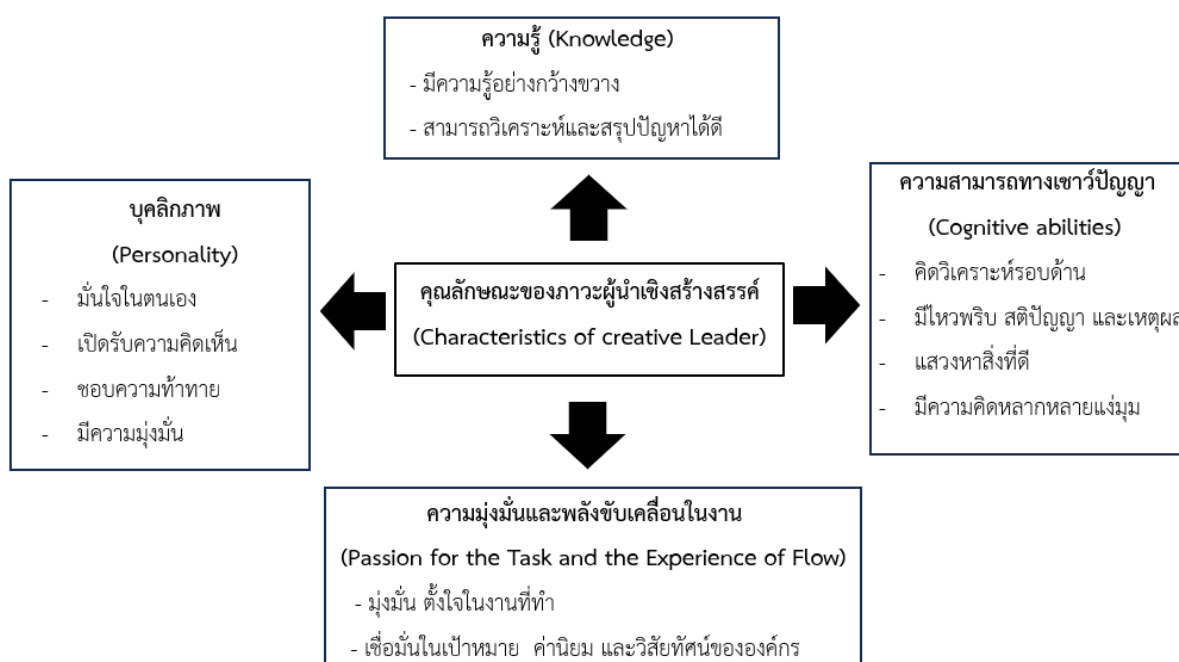 ความรู้ (Knowledge)
- มีความรู้อย่างกว้างขวาง
- สามารถวิเคราะห์และสรุปปัญหาได้ดี
บุคลิกภาพ
(Personality)
- มั่นใจในตนเอง
- เปิดรับความคิดเห็น
- ชอบความท้าทาย
- มีความมุ่งมั่น
คุณลักษณะของภาวะผู้นำเชิงสร้างสรรค์
(Characteristics of creative Leader)
ความสามารถทางเชาว์ปัญญา
(Cognitive abilities)
- คิดวิเคราะห์รอบด้าน
- มีไหวพริบ สติปัญญา และเหตุผล
- แสวงหาสิ่งที่ดี
- มีความคิดหลากหลายแง่มุม
ความมุ่งมั่นและพลังขับเคลื่อนในงาน
(Passion for the Task and the Experience of Flow)
- มุ่งมั่น ตั้งใจในงานที่ทำ
- เชื่อมั่นในเป้าหมาย ค่านิยม และวิสัยทัศน์ขององค์กร